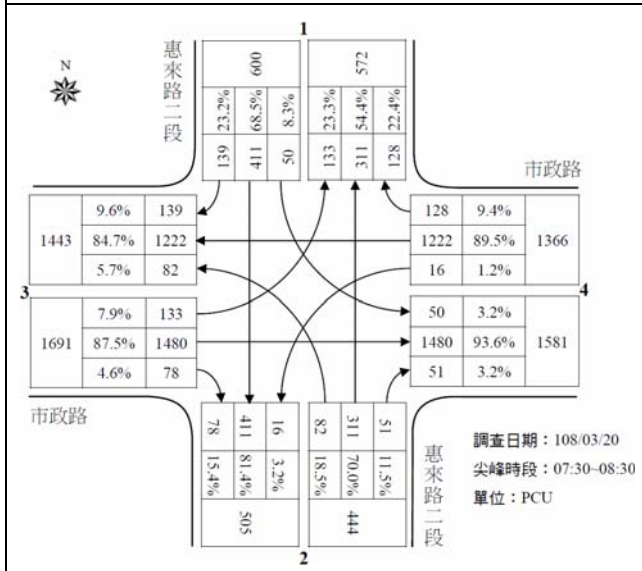 1
N
惠來路二段
600
23.2% 68.5% 8.3%
139 411 50
572
23.3% 54.4% 22.4%
133 311 128
市政路
1443
9.6% 139
84.7% 1222
5.7% 82
128 9.4%
1222 89.5%
16 1.2%
1366
3
4
1691
7.9% 133
87.5% 1480
4.6% 78
50 3.2%
1480 93.6%
51 3.2%
1581
市政路
78 411 16
15.4% 81.4% 3.2%
505
82 311 51
18.5% 70.0% 11.5%
444
惠來路二段
2
調查日期：108/03/20
尖峰時段：07:30~08:30
單位：PCU